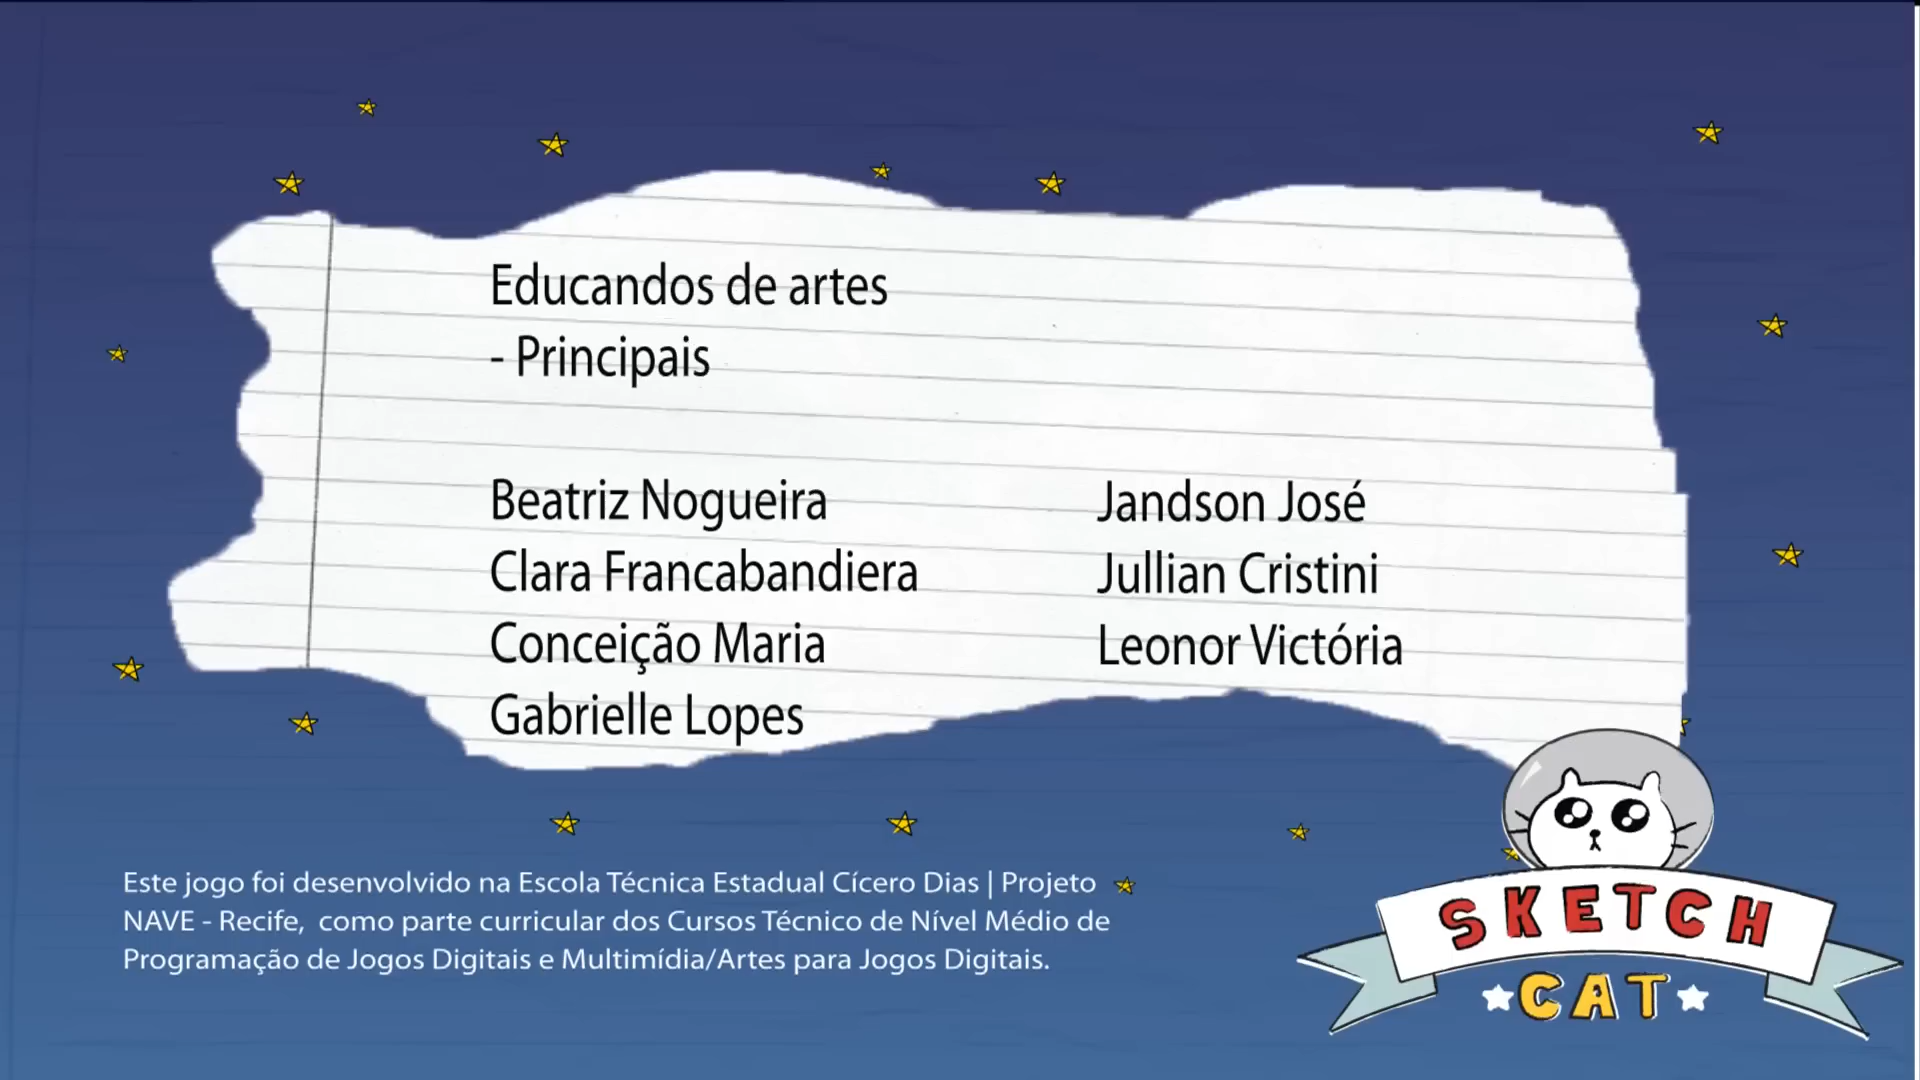 Educandos de artes
- Principais
Beatriz Nogueira
Clara Francabandiera
Conceição Maria
Gabrielle Lopes
Jandson José
Jullian Cristini
Leonor Victória
Este jogo foi desenvolvido na Escola Técnica Estadual Cícero Dias | Projeto
NAVE - Recife,  como parte curricular dos Cursos Técnico de Nível Médio de
Programação de Jogos Digitais e Multimídia/Artes para Jogos Digitais.
SKETCH
CAT